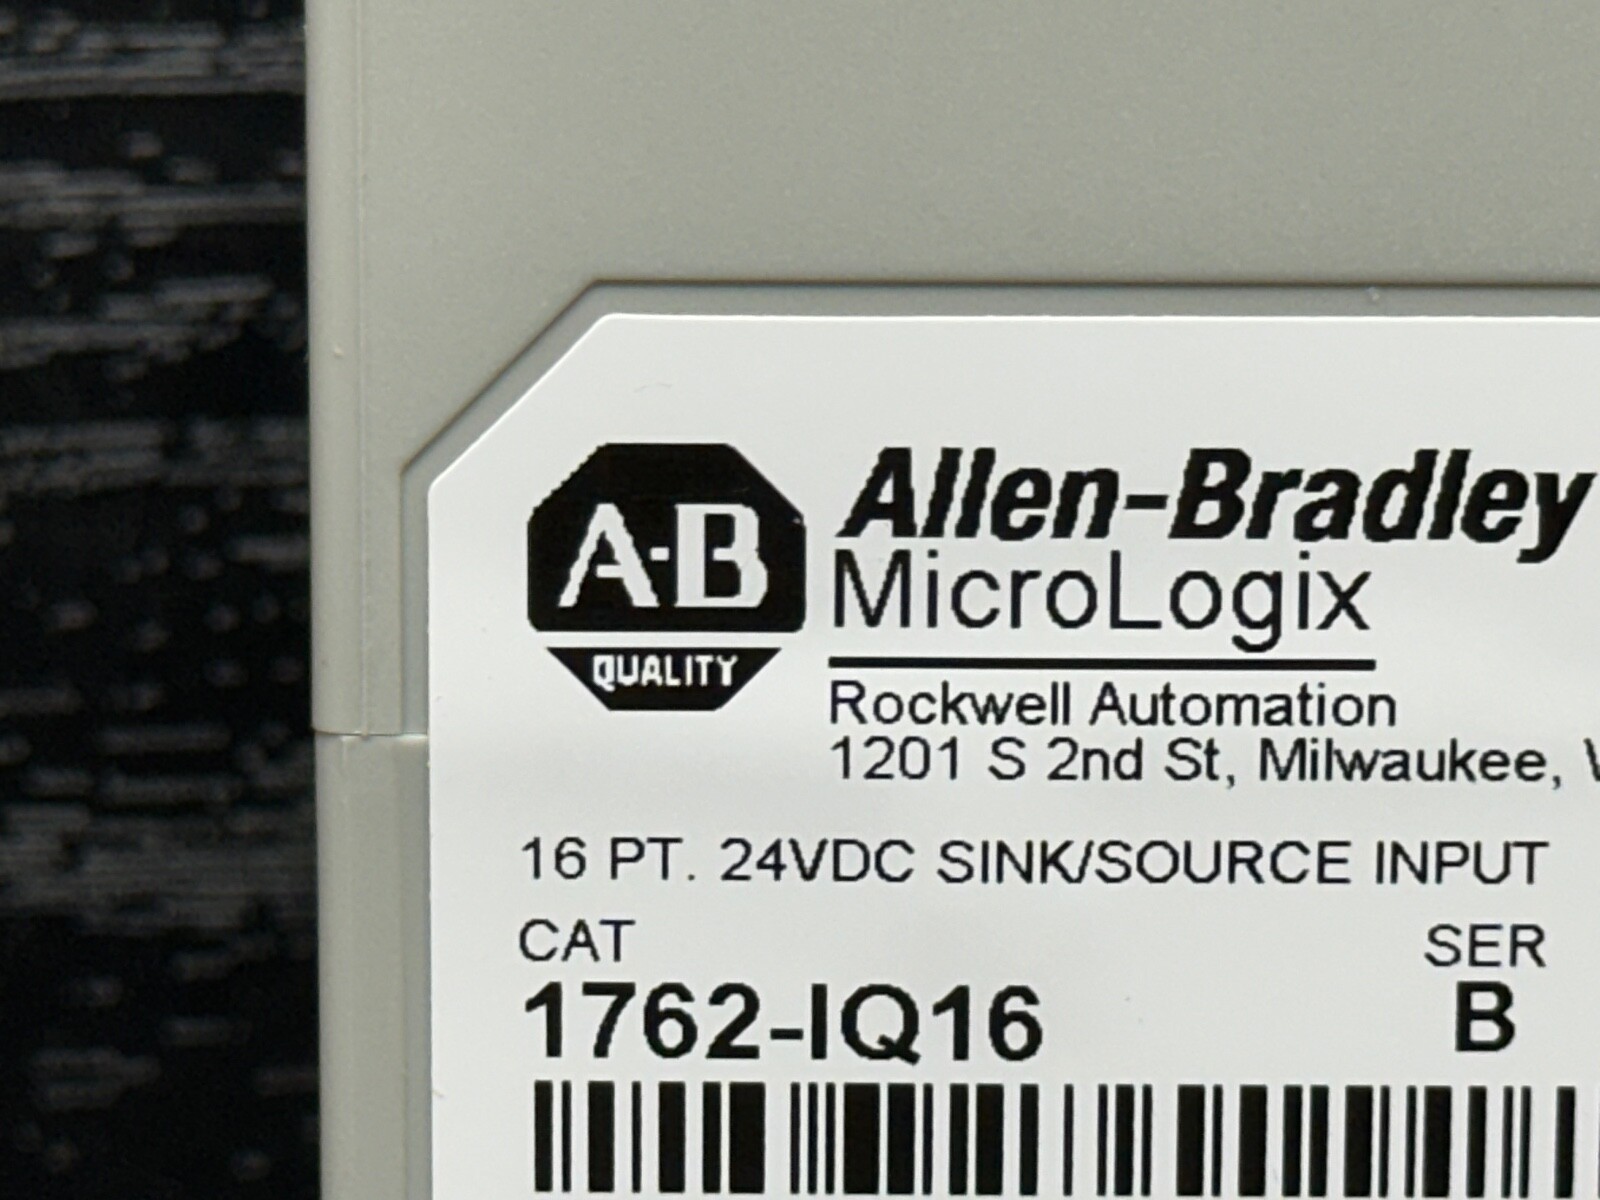 A-B
QUALITY
Allen-Bradley
MicroLogix
Rockwell Automation
1201 S 2nd St, Milwaukee,
16 PT. 24VDC SINK/SOURCE INPUT
CAT SER
1762-IQ16 B